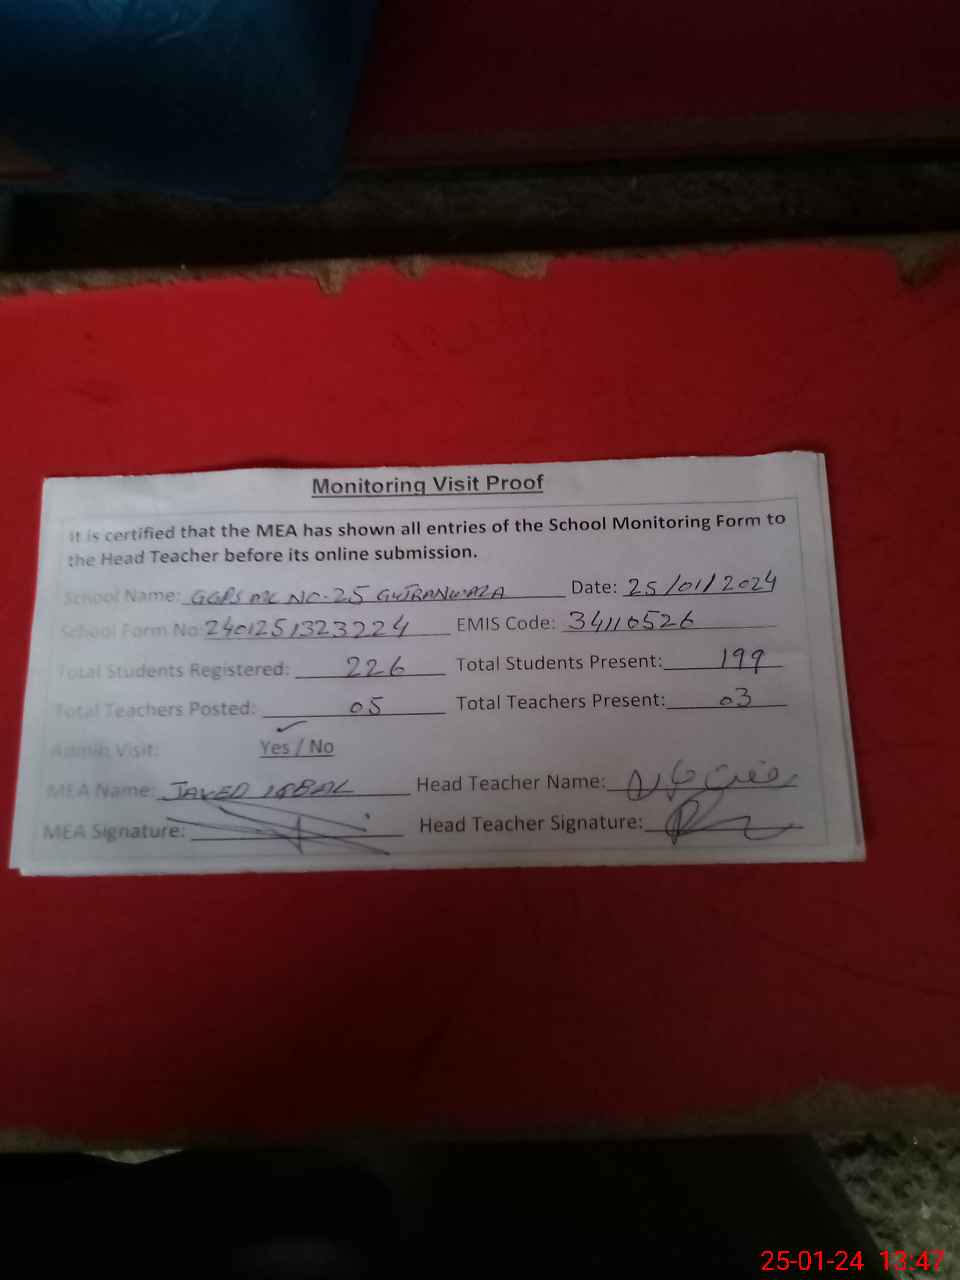 Monitoring Visit Proof
It is certified that the MEA has shown all entries of the School Monitoring Form to
the Head Teacher before its online submission.
School Name: GGPS MC NO. 25 GUJRANWALA Date: 25/01/2024
School Form No: 2401251323224 EMIS Code: 34110526
Total Students Registered: 226 Total Students Present: 199
Total Teachers Posted: 05 Total Teachers Present: 03
Admin Visit: Yes / No
MEA Name: JAVED IQBAL Head Teacher Name:
MEA Signature: Head Teacher Signature:
25-01-24 13:47